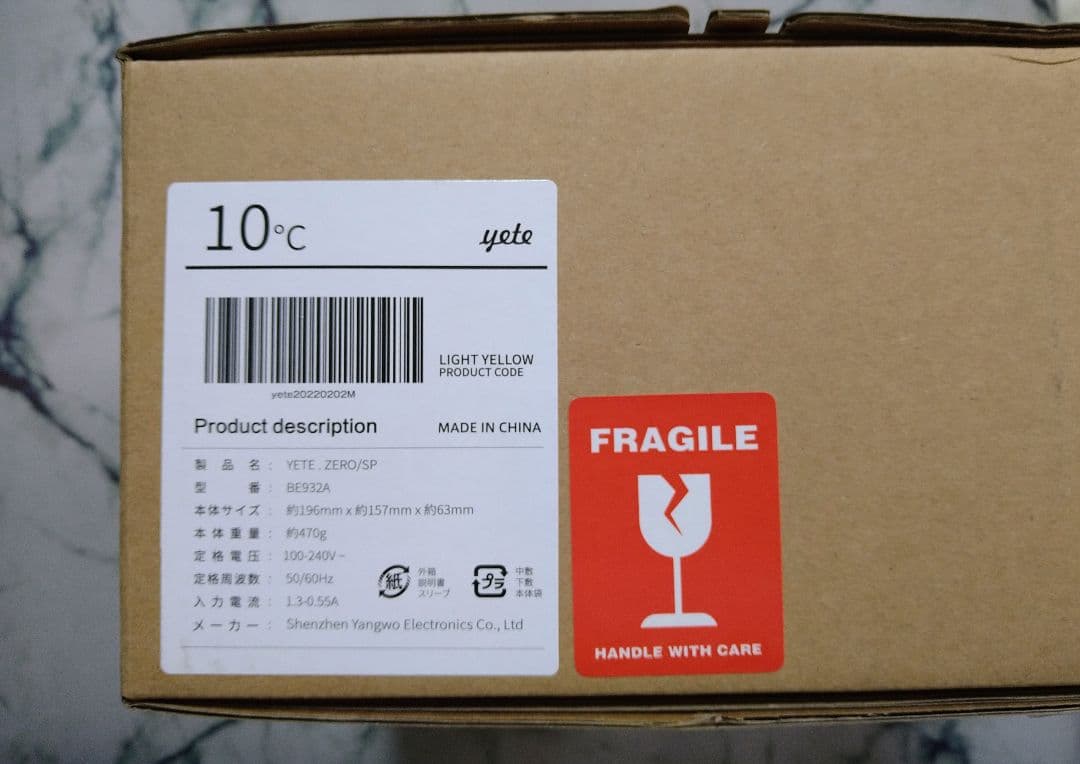 10°C
yete
LIGHT YELLOW
PRODUCT CODE
yete20220202M
Product description
MADE IN CHINA
製品名： YETE . ZERO/SP
型番： BE932A
本体サイズ： 約196mm x 約157mm x 約63mm
本体重量： 約470g
定格電圧： 100-240V~
定格周波数： 50/60Hz
入力電流： 1.3-0.55A
メーカー： Shenzhen Yangwo Electronics Co., Ltd
紙
外箱
説明書
スリーブ
プラ
中敷
下敷
本体袋
FRAGILE
HANDLE WITH CARE